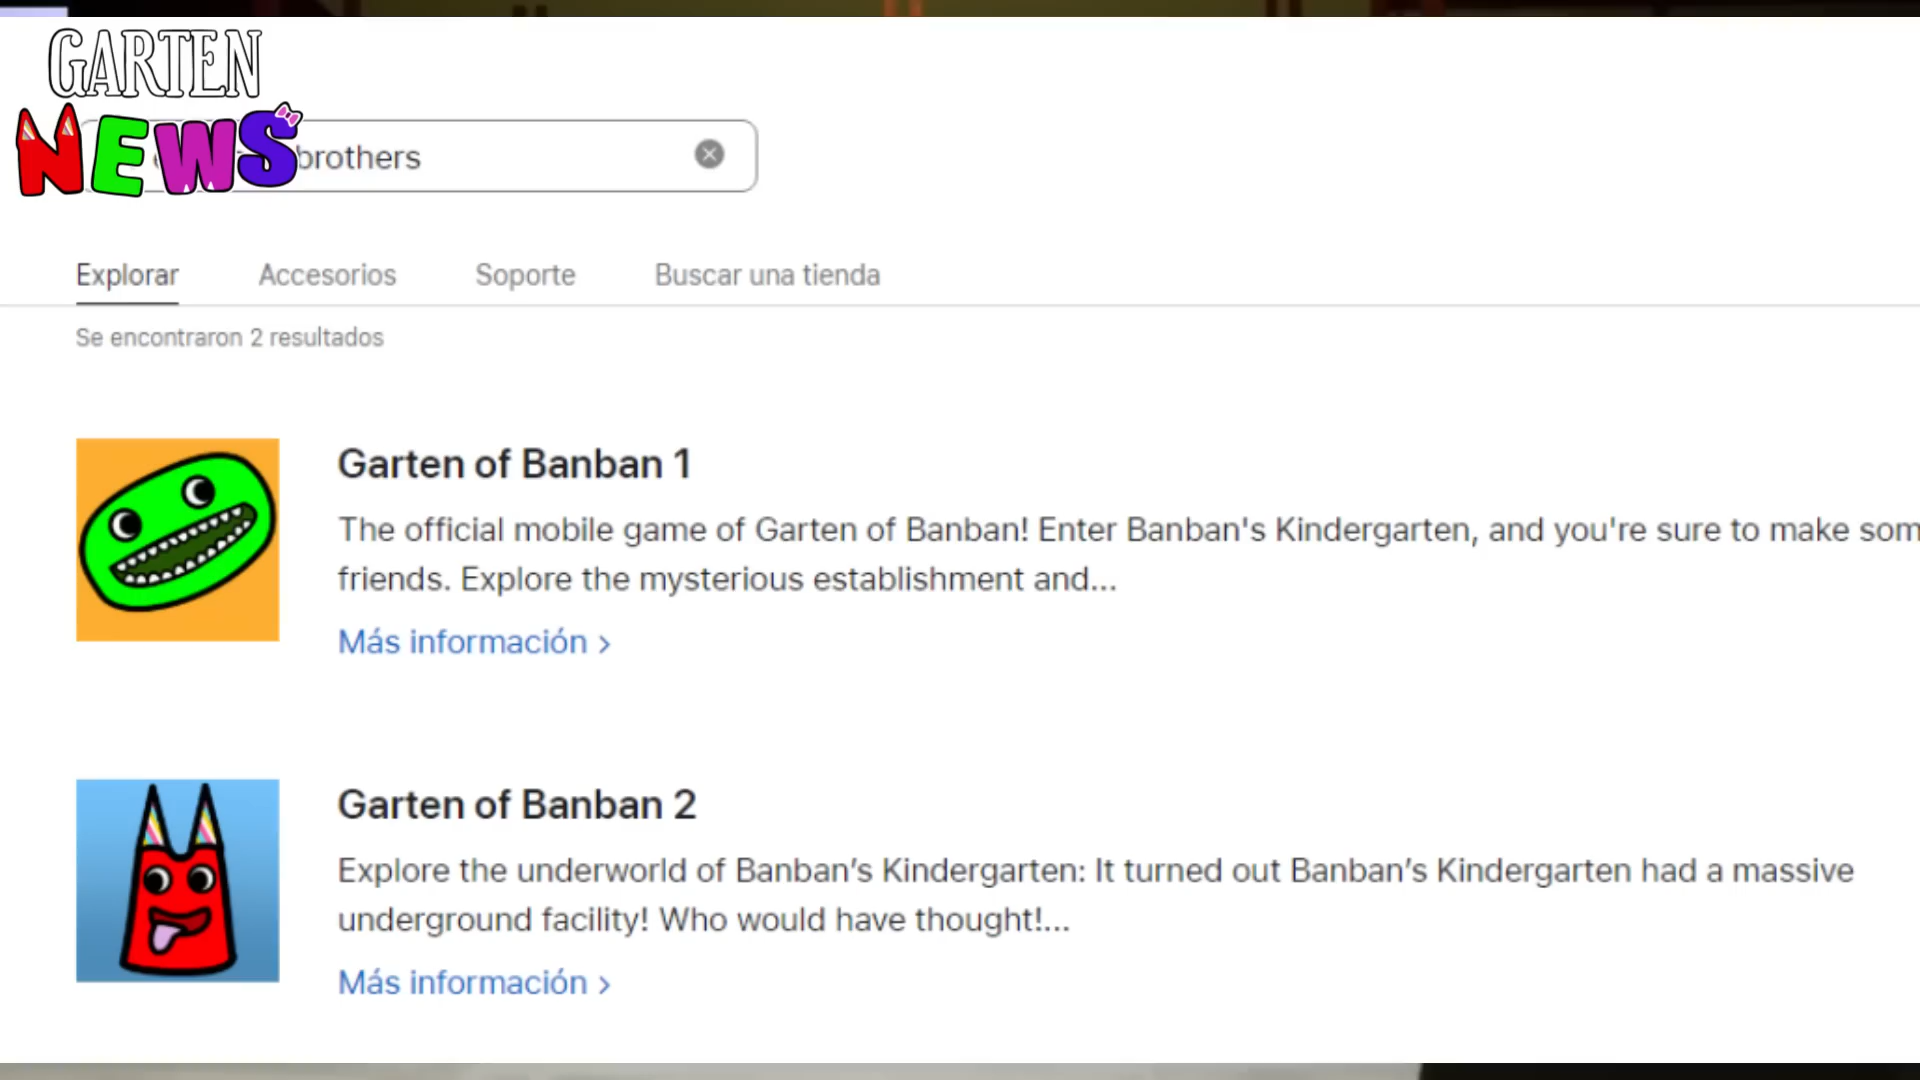 GARTEN
NEWS
brothers
Explorar Accesorios Soporte Buscar una tienda
Se encontraron 2 resultados
Garten of Banban 1
The official mobile game of Garten of Banban! Enter Banban's Kindergarten, and you're sure to make som
friends. Explore the mysterious establishment and...
Más información >
Garten of Banban 2
Explore the underworld of Banban’s Kindergarten: It turned out Banban’s Kindergarten had a massive
underground facility! Who would have thought!...
Más información >